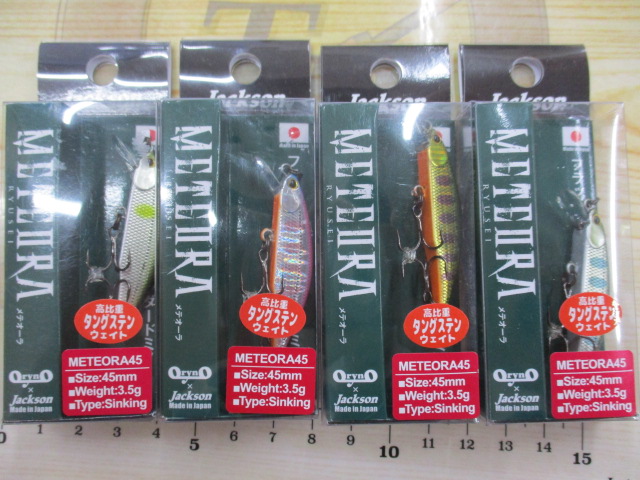 Jackson
Jackson
METEORA
RYUSEI
メテオーラ
高比重
タングステン
ウェイト
METEORA45
■Size:45mm
■Weight:3.5g
■Type:Sinking
OrynO
×
Jackson
Made in Japan
METEORA
RYUSEI
メテオーラ
Made in Japan
高比重
タングステン
ウェイト
METEORA45
■Size:45mm
■Weight:3.5g
■Type:Sinking
OrynO
×
Jackson
Made in Japan
METEORA
RYUSEI
メテオーラ
高比重
タングステン
ウェイト
METEORA45
■Size:45mm
■Weight:3.5g
■Type:Sinking
OrynO
×
Jackson
Made in Japan
METEORA
RYUSEI
メテオーラ
高比重
タングステン
ウェイト
METEORA45
■Size:45mm
■Weight:3.5g
■Type:Sinking
OrynO
×
Jackson
Made in Japan
0 1 2 3 4 5 6 7 8 9 10 11 12 13 14 15